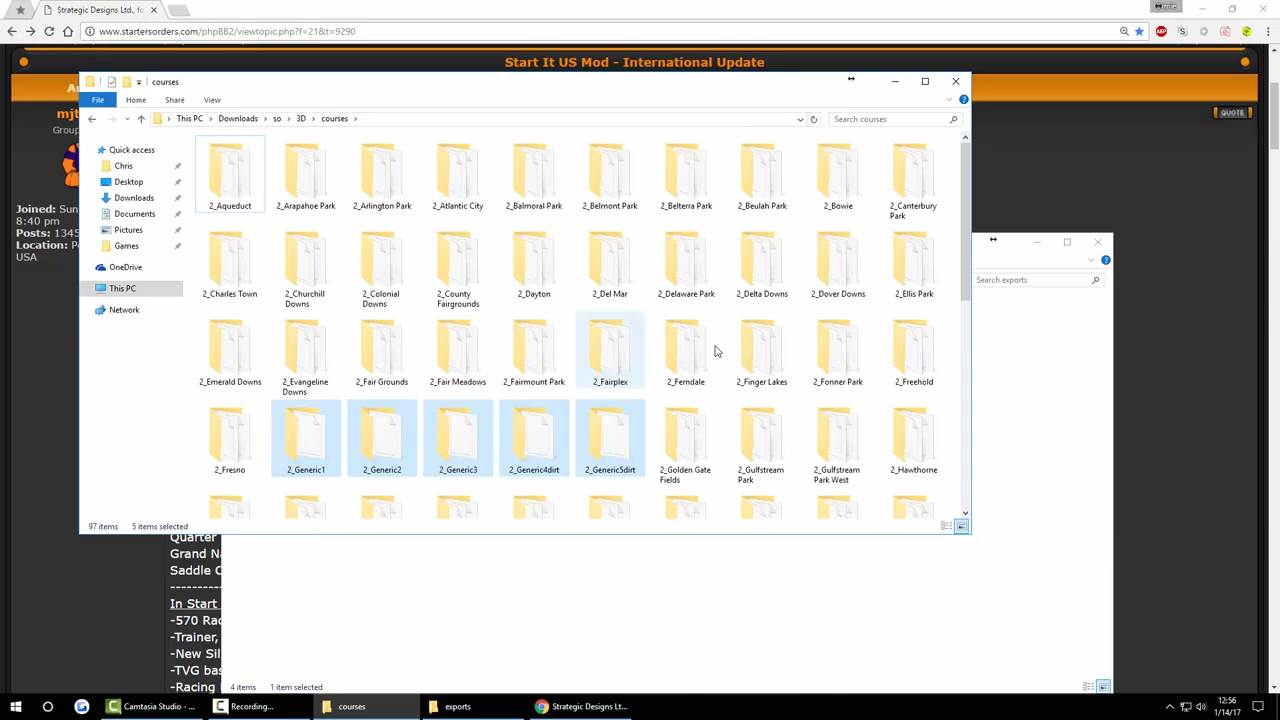 mile
Strategic Designs Ltd., fo
www.startersorders.com/phpBB2/viewtopic.php?f=21&t=9290
ABP
Start It US Mod - International Update
Au
mjt
Group
Joined: Sun
8:40 pm
Posts: 1345
Location: Pe
USA
QUOTE
courses
File Home Share View
This PC Downloads so 3D courses
Search courses
Quick access
Chris
Desktop
Downloads
Documents
Pictures
Games
OneDrive
This PC
Network
2_Aqueduct 2_Arapahoe Park 2_Arlington Park 2_Atlantic City 2_Balmoral Park 2_Belmont Park 2_Belterra Park 2_Beulah Park 2_Bowie 2_Canterbury Park
2_Charles Town 2_Churchill Downs 2_Colonial Downs 2_County Fairgrounds 2_Dayton 2_Del Mar 2_Delaware Park 2_Delta Downs 2_Dover Downs 2_Ellis Park
2_Emerald Downs 2_Evangeline Downs 2_Fair Grounds 2_Fair Meadows 2_Fairmount Park 2_Fairplex 2_Ferndale 2_Finger Lakes 2_Fonner Park 2_Freehold
2_Fresno 2_Generic1 2_Generic2 2_Generic3 2_Generic4dirt 2_Generic5dirt 2_Golden Gate Fields 2_Gulfstream Park 2_Gulfstream Park West 2_Hawthorne
97 items 5 items selected
Search exports
Quarter
Grand Na
Saddle C
In Start
-570 Rac
-Trainer,
-New Sil
-TVG bas
-Racing
4 items 1 item selected
Camtasia Studio - ... Recording... courses exports Strategic Designs Lt...
12:56
1/14/17